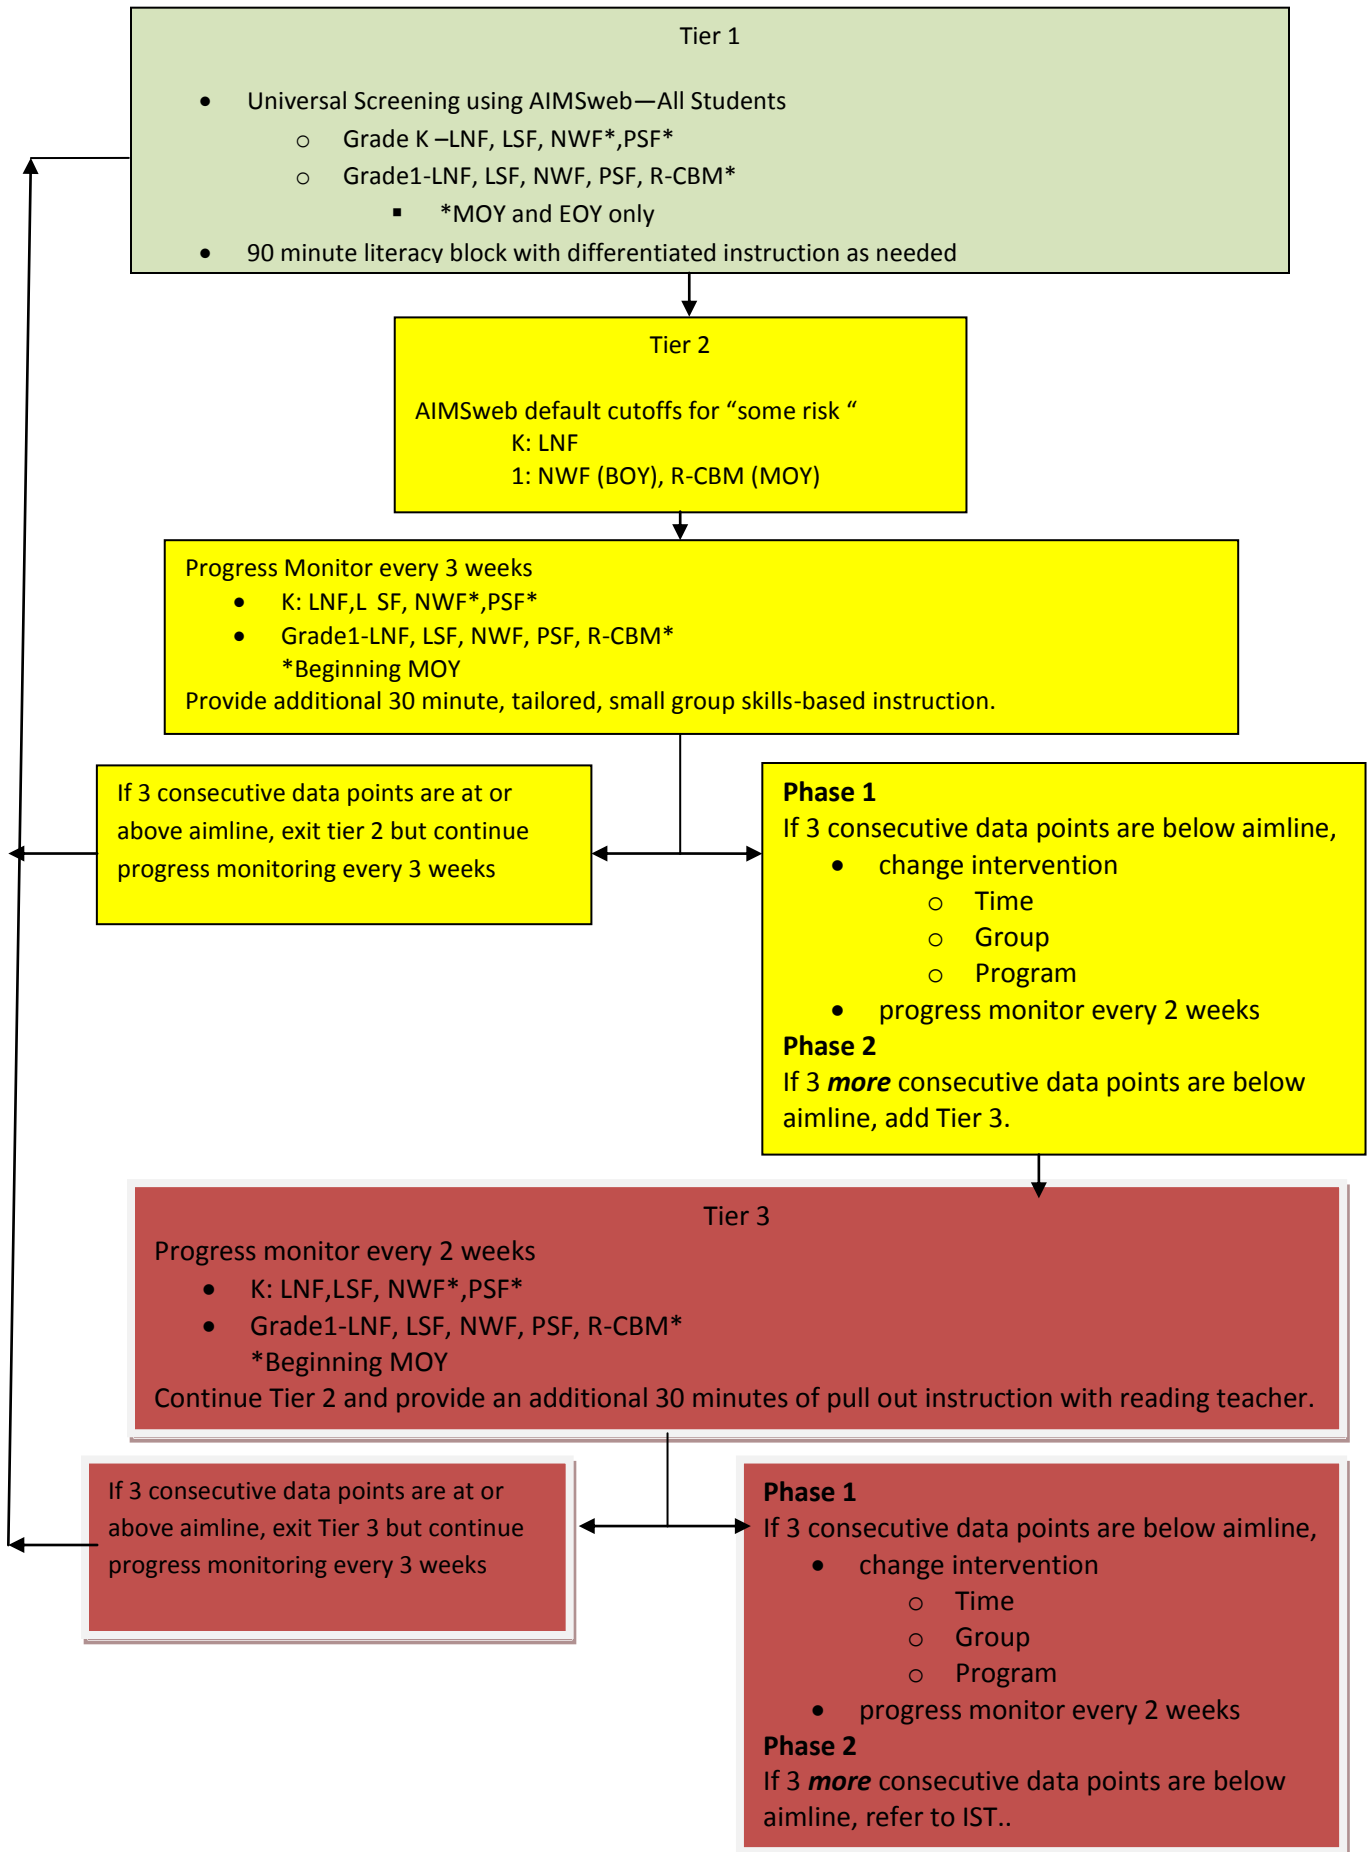 Tier 1
• Universal Screening using AIMSweb—All Students
o Grade K –LNF, LSF, NWF*,PSF*
o Grade1-LNF, LSF, NWF, PSF, R-CBM*
▪ *MOY and EOY only
• 90 minute literacy block with differentiated instruction as needed
Tier 2
AIMSweb default cutoffs for “some risk “
K: LNF
1: NWF (BOY), R-CBM (MOY)
Progress Monitor every 3 weeks
• K: LNF,L SF, NWF*,PSF*
• Grade1-LNF, LSF, NWF, PSF, R-CBM*
*Beginning MOY
Provide additional 30 minute, tailored, small group skills-based instruction.
If 3 consecutive data points are at or
above aimline, exit tier 2 but continue
progress monitoring every 3 weeks
Phase 1
If 3 consecutive data points are below aimline,
• change intervention
o Time
o Group
o Program
• progress monitor every 2 weeks
Phase 2
If 3 more consecutive data points are below
aimline, add Tier 3.
Tier 3
Progress monitor every 2 weeks
• K: LNF,LSF, NWF*,PSF*
• Grade1-LNF, LSF, NWF, PSF, R-CBM*
*Beginning MOY
Continue Tier 2 and provide an additional 30 minutes of pull out instruction with reading teacher.
If 3 consecutive data points are at or
above aimline, exit Tier 3 but continue
progress monitoring every 3 weeks
Phase 1
If 3 consecutive data points are below aimline,
• change intervention
o Time
o Group
o Program
• progress monitor every 2 weeks
Phase 2
If 3 more consecutive data points are below
aimline, refer to IST..